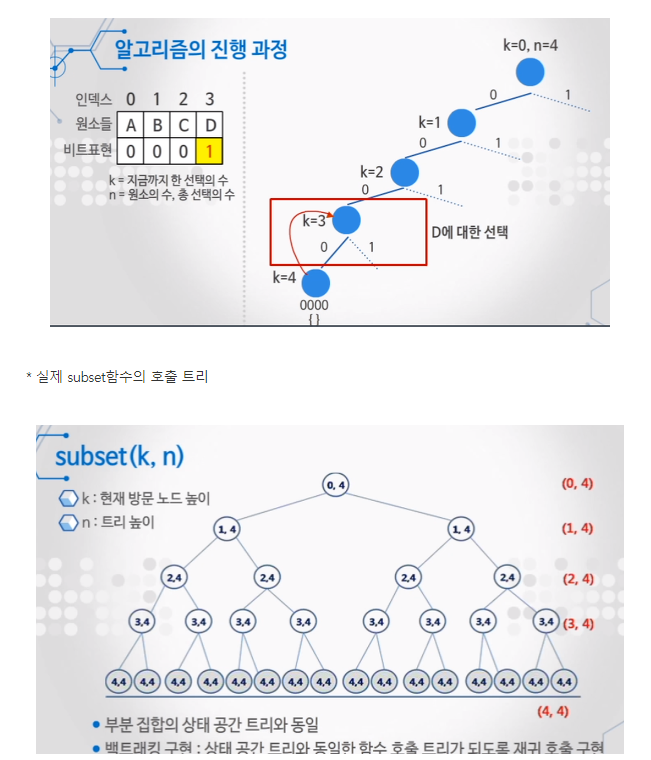 알고리즘의 진행 과정
k=0, n=4
인덱스 0 1 2 3
원소들 A B C D
비트표현 0 0 0 1
k = 지금까지 한 선택의 수
n = 원소의 수, 총 선택의 수
0 1
k=1
0 1
k=2
0 1
k=3
D에 대한 선택
0 1
k=4
0000
{ }
* 실제 subset함수의 호출 트리
subset(k, n)
k : 현재 방문 노드 높이
n : 트리 높이
0, 4 (0, 4)
1, 4 1, 4 (1, 4)
2,4 2,4 2,4 2,4 (2, 4)
3,4 3,4 3,4 3,4 3,4 3,4 3,4 3,4 (3, 4)
4,4 4,4 4,4 4,4 4,4 4,4 4,4 4,4 4,4 4,4 4,4 4,4 4,4 4,4 4,4 4,4
(4, 4)
• 부분 집합의 상태 공간 트리와 동일
• 백트래킹 구현 : 상태 공간 트리와 동일한 함수 호출 트리가 되도록 재귀 호출 구현